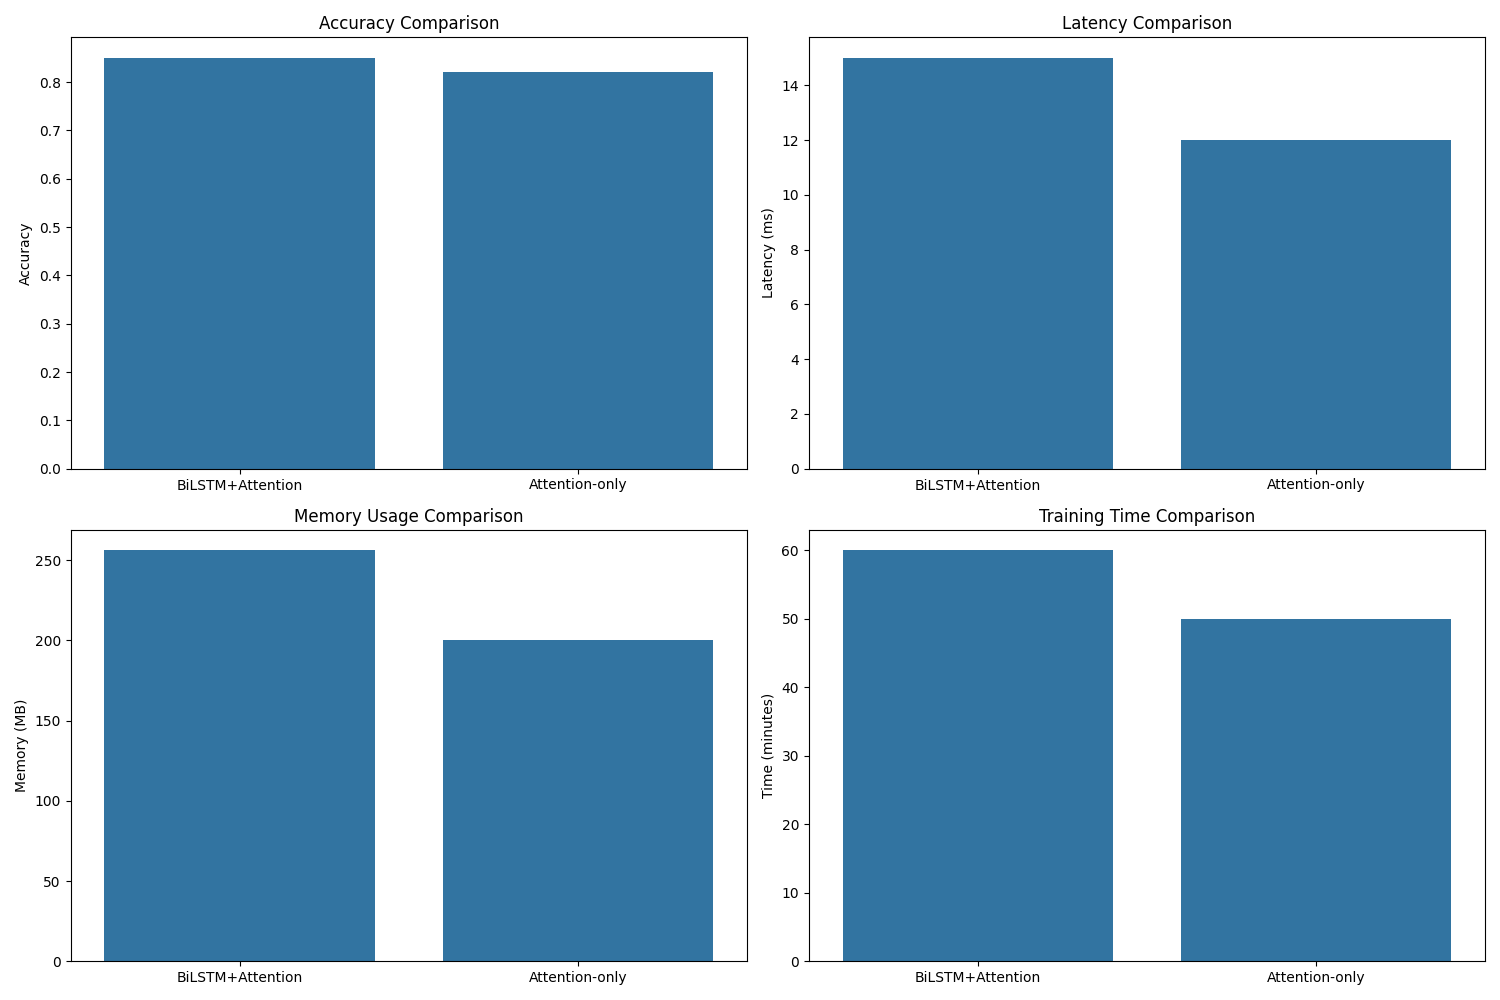 Accuracy Comparison
Accuracy
0.8
0.7
0.6
0.5
0.4
0.3
0.2
0.1
0.0
BiLSTM+Attention Attention-only
Latency Comparison
Latency (ms)
14
12
10
8
6
4
2
0
BiLSTM+Attention Attention-only
Memory Usage Comparison
Memory (MB)
250
200
150
100
50
0
BiLSTM+Attention Attention-only
Training Time Comparison
Time (minutes)
60
50
40
30
20
10
0
BiLSTM+Attention Attention-only